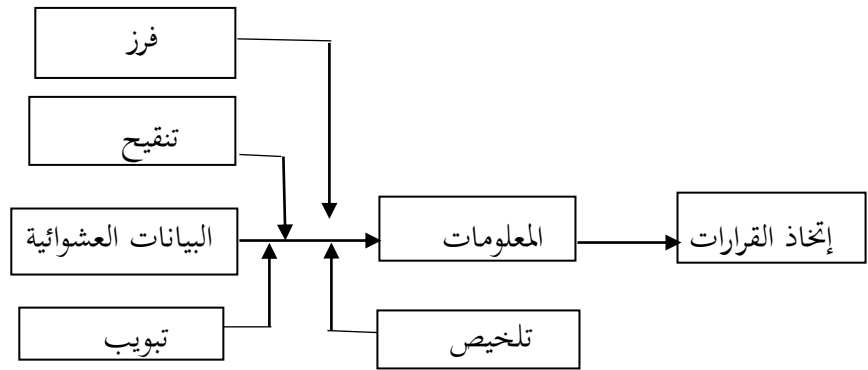 فرز
تنقيح
البيانات العشوائية
المعلومات
إتخاذ القرارات
تبويب
تلخيص